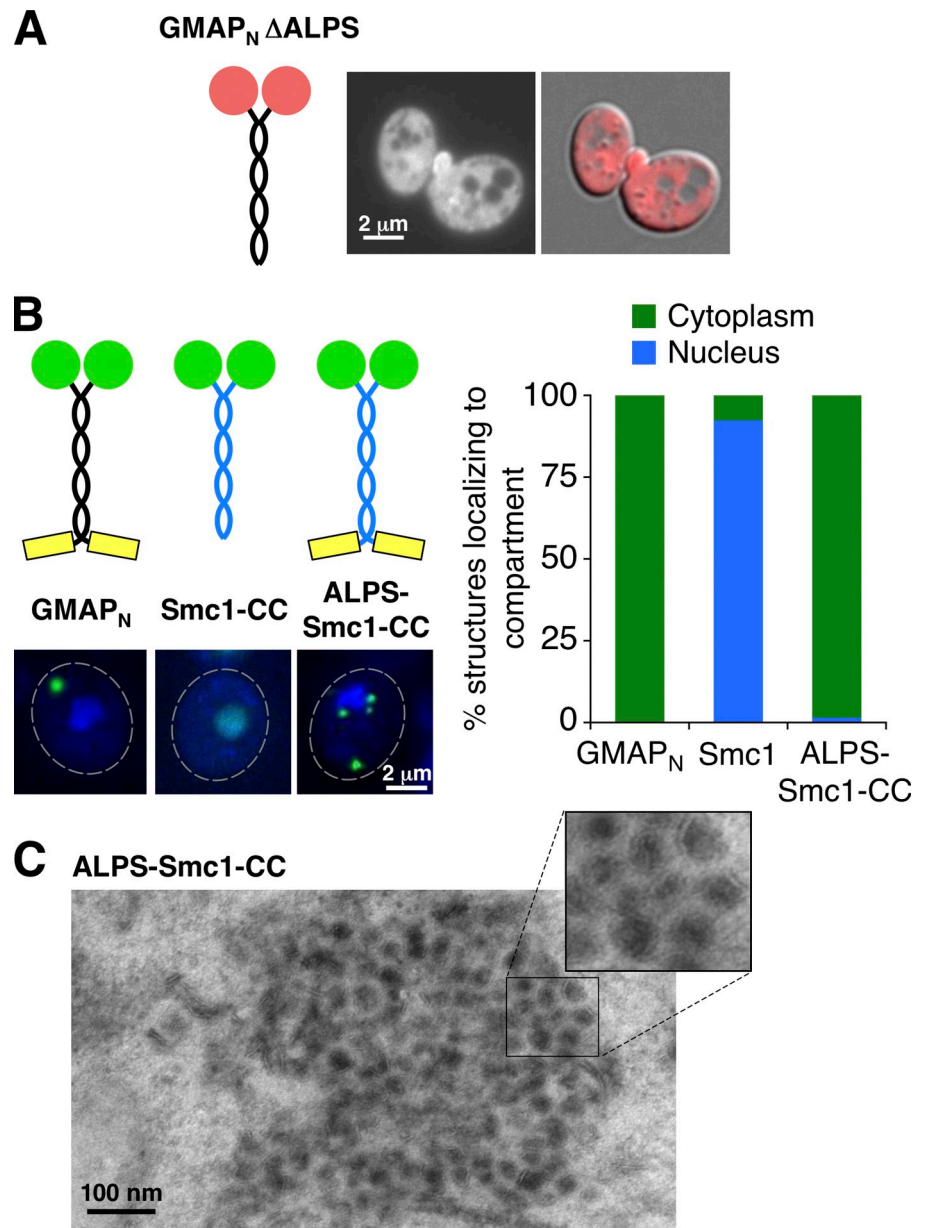 A
GMAPN ΔALPS
2 μm
B
Cytoplasm
Nucleus
% structures localizing to
compartment
100
75
50
25
0
GMAPN Smc1 ALPS-
Smc1-CC
GMAPN
Smc1-CC
ALPS-
Smc1-CC
2 μm
C
ALPS-Smc1-CC
100 nm